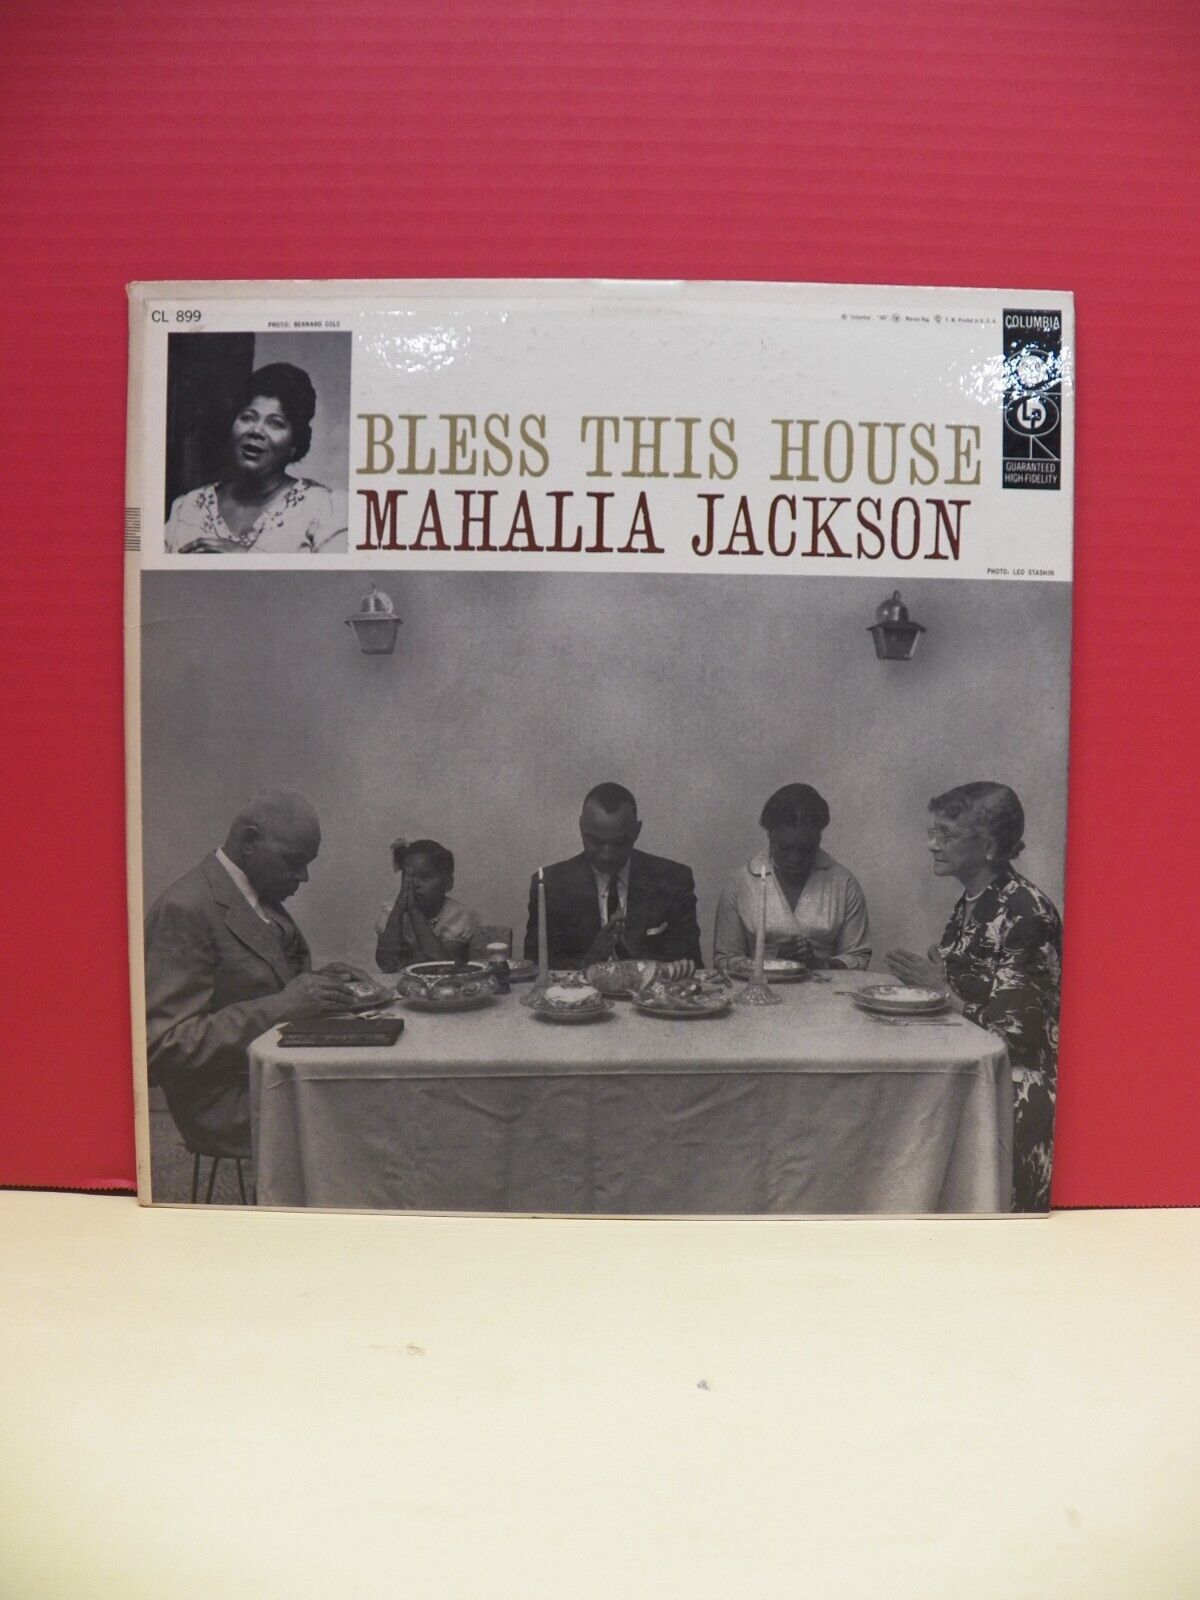 CL 899
PHOTO: BERNARD COLE
COLUMBIA
Lp
GUARANTEED
HIGH-FIDELITY
BLESS THIS HOUSE
MAHALIA JACKSON
PHOTO: LEO STASHIN